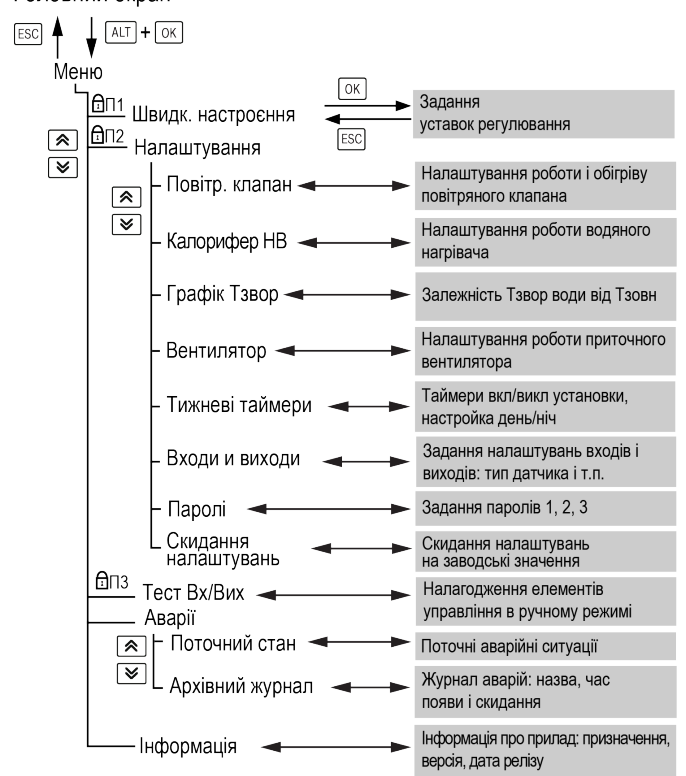 Головний екран
ESC ALT + OK
Меню
П1 Швидк. настроєння
OK
ESC
Задання
уставок регулювання
П2 Налаштування
Повітр. клапан
Налаштування роботи і обігріву
повітряного клапана
Калорифер НВ
Налаштування роботи водяного
нагрівача
Графік Тзвор
Залежність Тзвор води від Тзовн
Вентилятор
Налаштування роботи приточного
вентилятора
Тижневі таймери
Таймери вкл/викл установки,
настройка день/ніч
Входи и виходи
Задання налаштувань входів і
виходів: тип датчика і т.п.
Паролі
Задання паролів 1, 2, 3
Скидання
налаштувань
Скидання налаштувань
на заводські значення
П3 Тест Вх/Вих
Налагодження елементів
управління в ручному режимі
Аварії
Поточний стан
Поточні аварійні ситуації
Архівний журнал
Журнал аварій: назва, час
появи і скидання
Інформація
Інформація про прилад: призначення,
версія, дата релізу